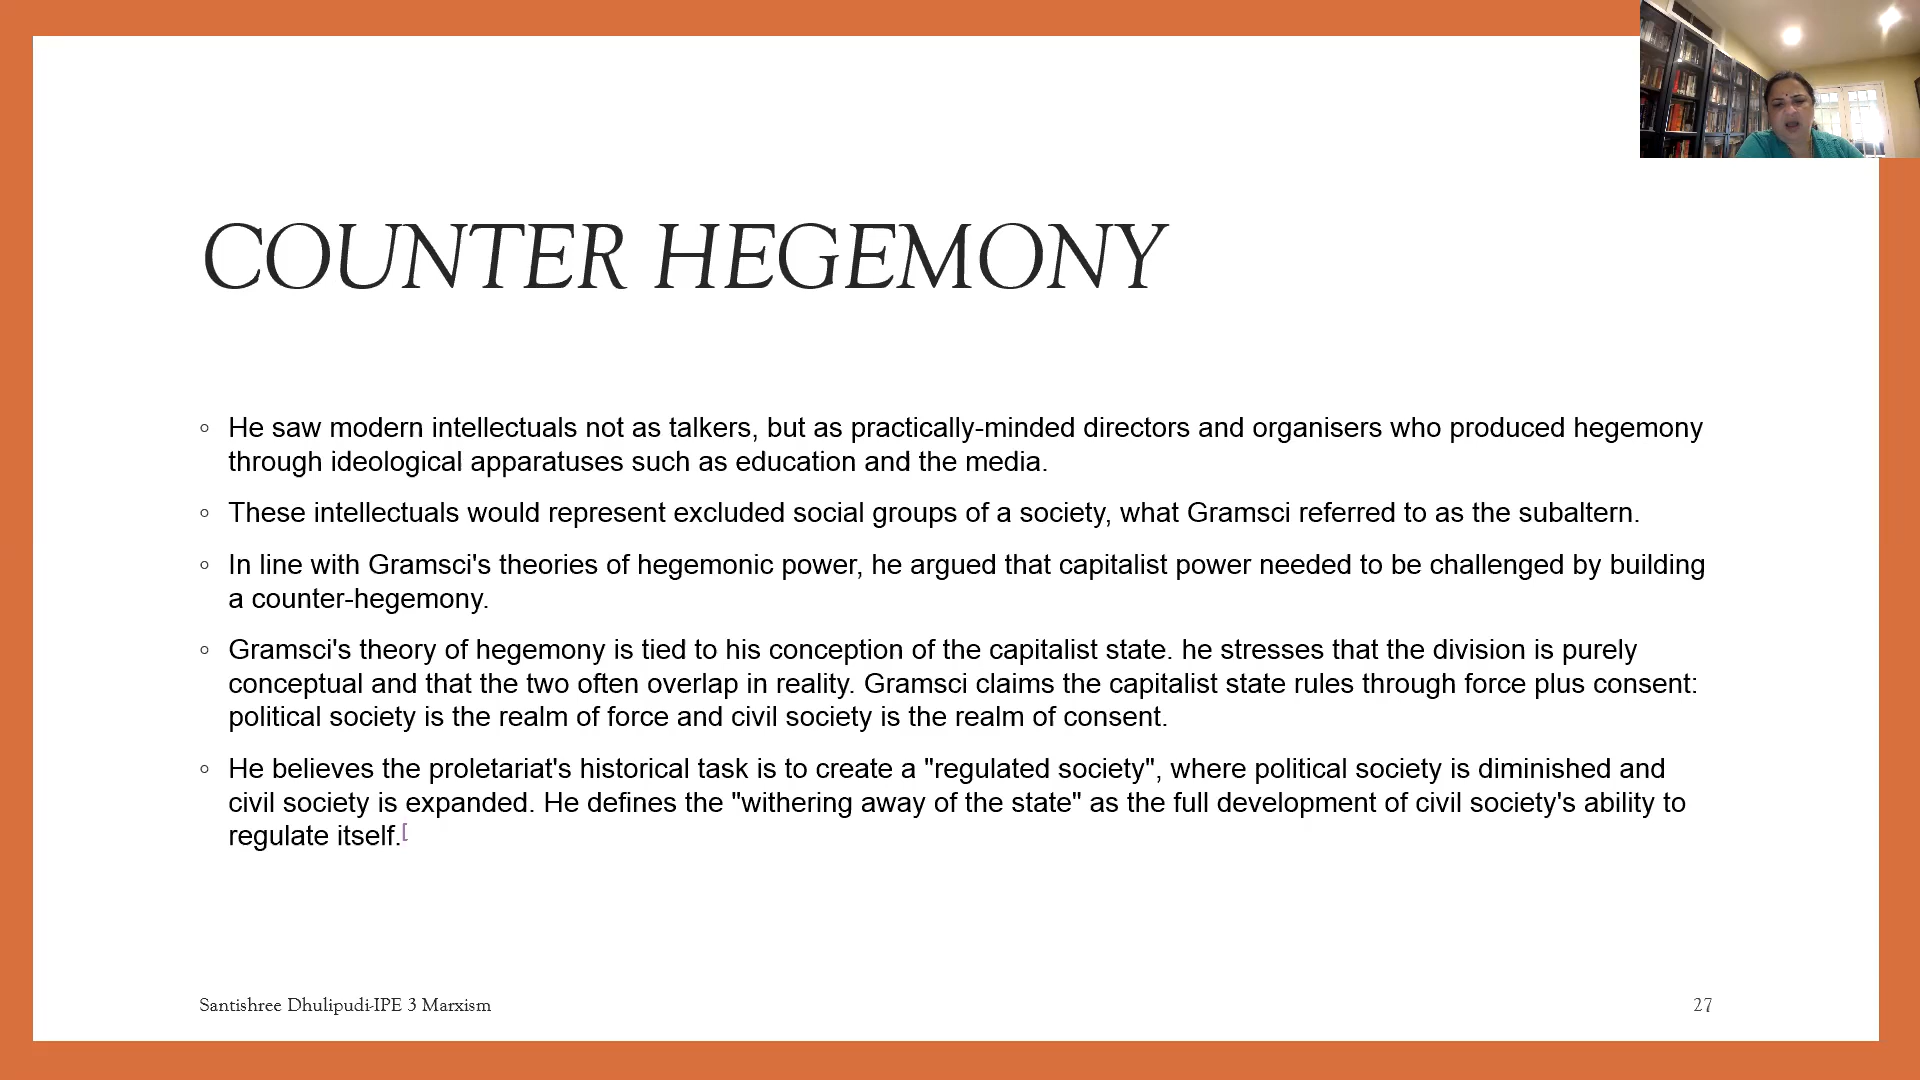 COUNTER HEGEMONY
He saw modern intellectuals not as talkers, but as practically-minded directors and organisers who produced hegemony
through ideological apparatuses such as education and the media.
These intellectuals would represent excluded social groups of a society, what Gramsci referred to as the subaltern.
In line with Gramsci's theories of hegemonic power, he argued that capitalist power needed to be challenged by building
a counter-hegemony.
Gramsci's theory of hegemony is tied to his conception of the capitalist state. he stresses that the division is purely
conceptual and that the two often overlap in reality. Gramsci claims the capitalist state rules through force plus consent:
political society is the realm of force and civil society is the realm of consent.
He believes the proletariat's historical task is to create a "regulated society", where political society is diminished and
civil society is expanded. He defines the "withering away of the state" as the full development of civil society's ability to
regulate itself.[
Santishree Dhulipudi-IPE 3 Marxism
27